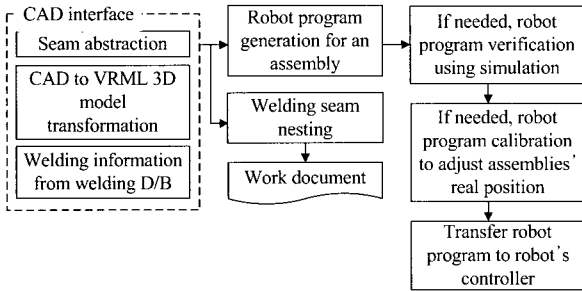 CAD interface
Seam abstraction
CAD to VRML 3D
model
transformation
Welding information
from welding D/B
Robot program
generation for an
assembly
Welding seam
nesting
Work document
If needed, robot
program verification
using simulation
If needed, robot
program calibration
to adjust assemblies'
real position
Transfer robot
program to robot's
controller